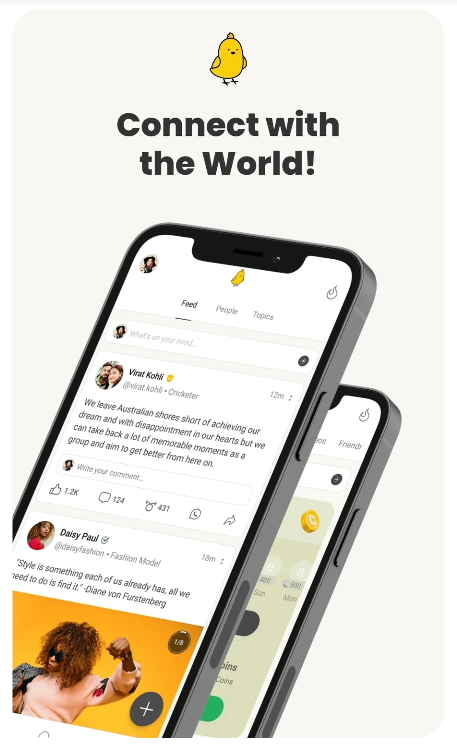 Connect with
the World!
Feed People Topics
What's on your mind...
Virat Kohli
@virat.kohli • Cricketer
12m
We leave Australian shores short of achieving our
dream and with disappointment in our hearts but we
can take back a lot of memorable moments as a
group and aim to get better from here on.
Write your comment...
1.2K 124 431
Daisy Paul
@daisyfashion • Fashion Model
18m
"Style is something each of us already has, all we
need to do is find it." -Diane von Furstenberg
1/8
Friends
400 500
Sun Mon
Coins